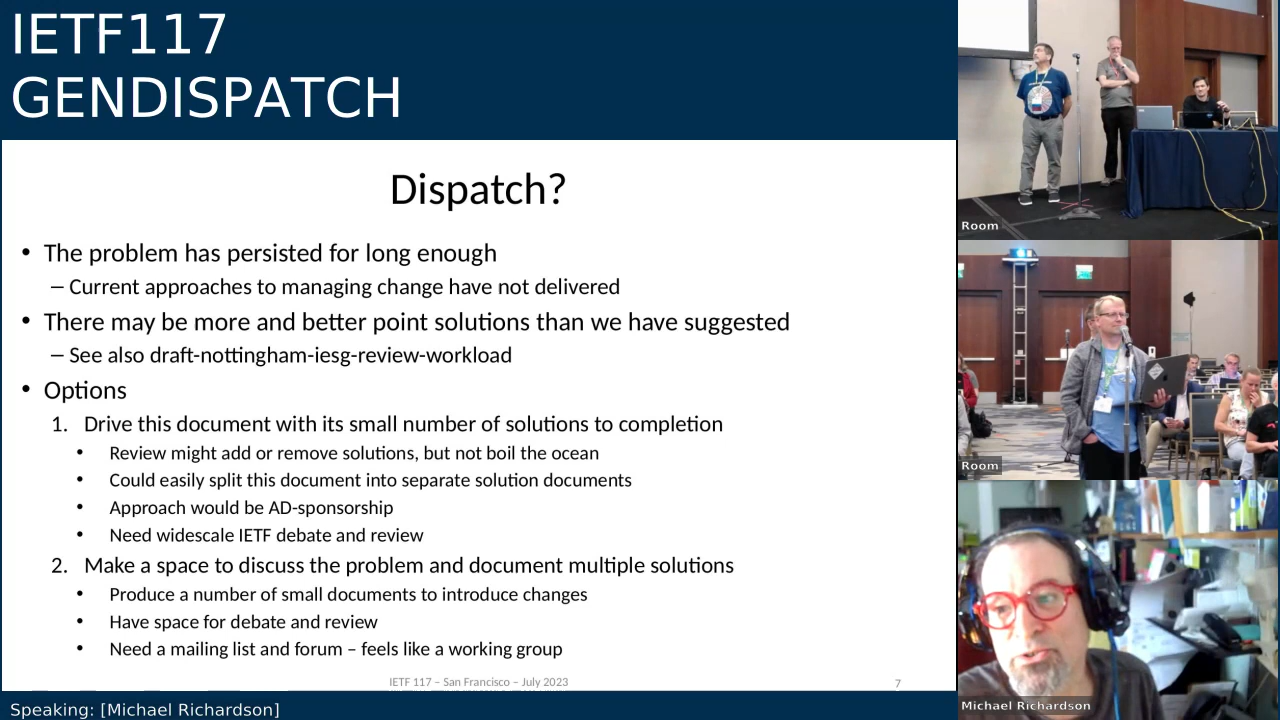 IETF117
GENDISPATCH
Dispatch?
• The problem has persisted for long enough
– Current approaches to managing change have not delivered
• There may be more and better point solutions than we have suggested
– See also draft-nottingham-iesg-review-workload
• Options
1. Drive this document with its small number of solutions to completion
• Review might add or remove solutions, but not boil the ocean
• Could easily split this document into separate solution documents
• Approach would be AD-sponsorship
• Need widescale IETF debate and review
2. Make a space to discuss the problem and document multiple solutions
• Produce a number of small documents to introduce changes
• Have space for debate and review
• Need a mailing list and forum – feels like a working group
IETF 117 – San Francisco – July 2023
7
Speaking: [Michael Richardson]
Room
Room
Michael Richardson